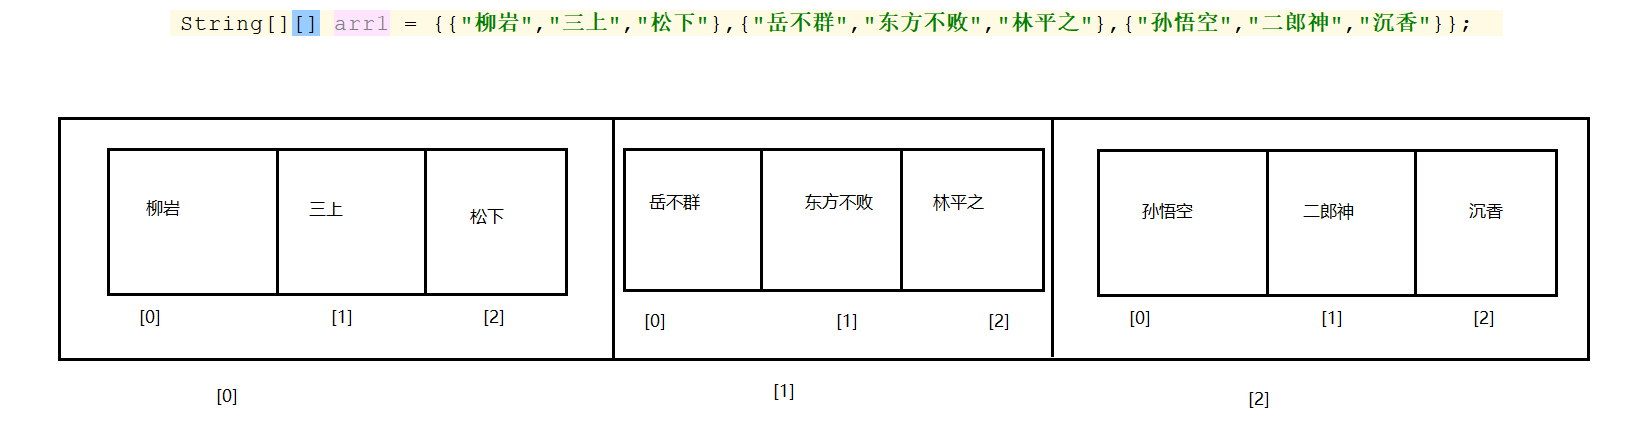 String[][] arr1 = {{"柳岩","三上","松下"},{"岳不群","东方不败","林平之"},{"孙悟空","二郎神","沉香"}};
柳岩 三上 松下 岳不群 东方不败 林平之 孙悟空 二郎神 沉香
[0] [1] [2] [0] [1] [2] [0] [1] [2]
[0] [1] [2]